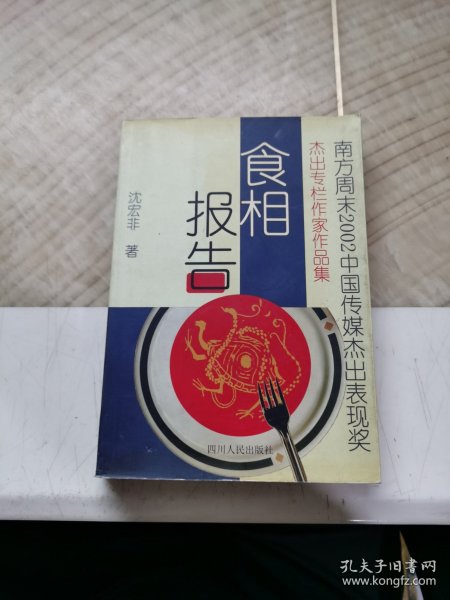 南方周末2002中国传媒杰出表现奖
杰出专栏作家作品集
食相
报告
沈宏非 著
四川人民出版社
孔夫子旧书网
www.kongfz.com